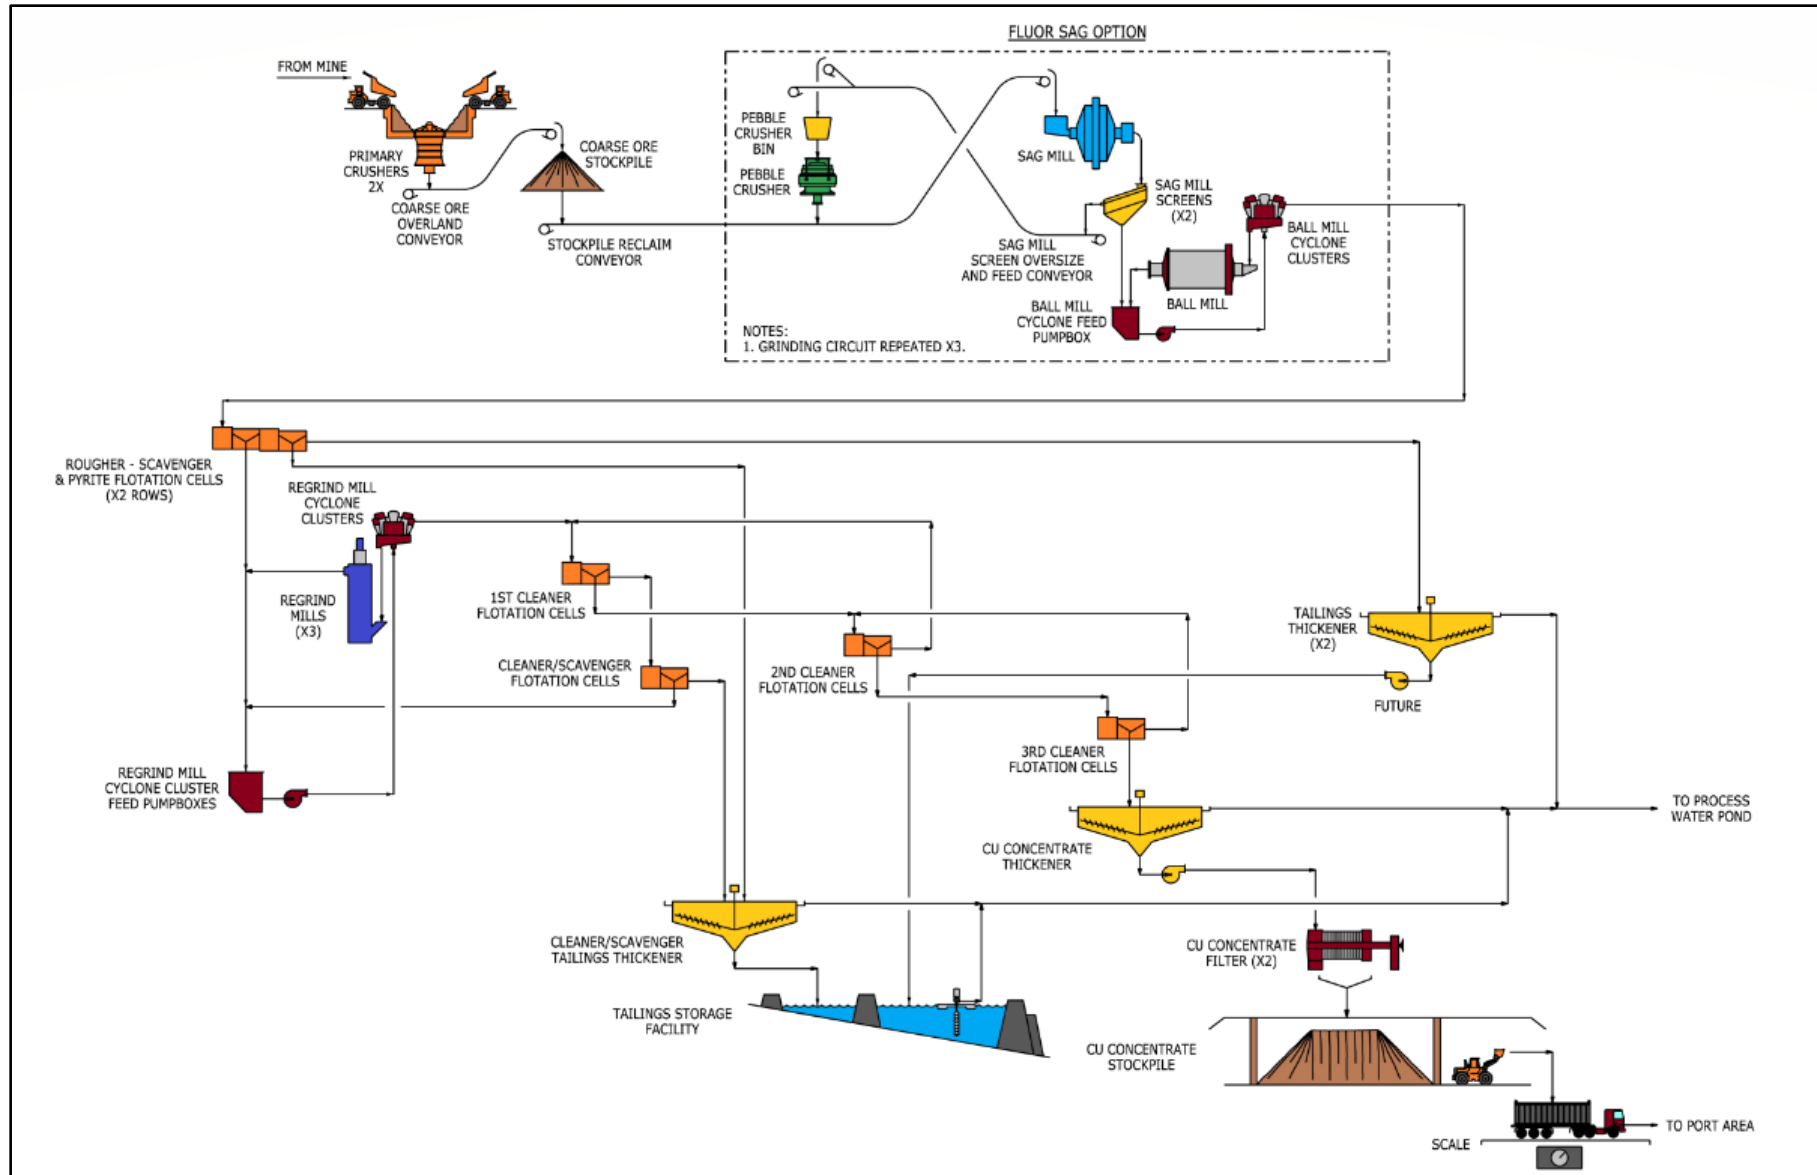 FLUOR SAG OPTION
FROM MINE
PRIMARY
CRUSHERS
2X
COARSE ORE
STOCKPILE
COARSE ORE
OVERLAND
CONVEYOR
STOCKPILE RECLAIM
CONVEYOR
PEBBLE
CRUSHER
BIN
PEBBLE
CRUSHER
SAG MILL
SAG MILL
SCREENS
(X2)
SAG MILL
SCREEN OVERSIZE
AND FEED CONVEYOR
BALL MILL
CYCLONE
CLUSTERS
BALL MILL
BALL MILL
CYCLONE FEED
PUMPBOX
NOTES:
1. GRINDING CIRCUIT REPEATED X3.
ROUGHER - SCAVENGER
& PYRITE FLOTATION CELLS
(X2 ROWS)
REGRIND MILL
CYCLONE
CLUSTERS
REGRIND
MILLS
(X3)
1ST CLEANER
FLOTATION CELLS
CLEANER/SCAVENGER
FLOTATION CELLS
2ND CLEANER
FLOTATION CELLS
TAILINGS
THICKENER
(X2)
FUTURE
3RD CLEANER
FLOTATION CELLS
REGRIND MILL
CYCLONE CLUSTER
FEED PUMPBOXES
TO PROCESS
WATER POND
CU CONCENTRATE
THICKENER
CLEANER/SCAVENGER
TAILINGS THICKENER
CU CONCENTRATE
FILTER (X2)
TAILINGS STORAGE
FACILITY
CU CONCENTRATE
STOCKPILE
TO PORT AREA
SCALE